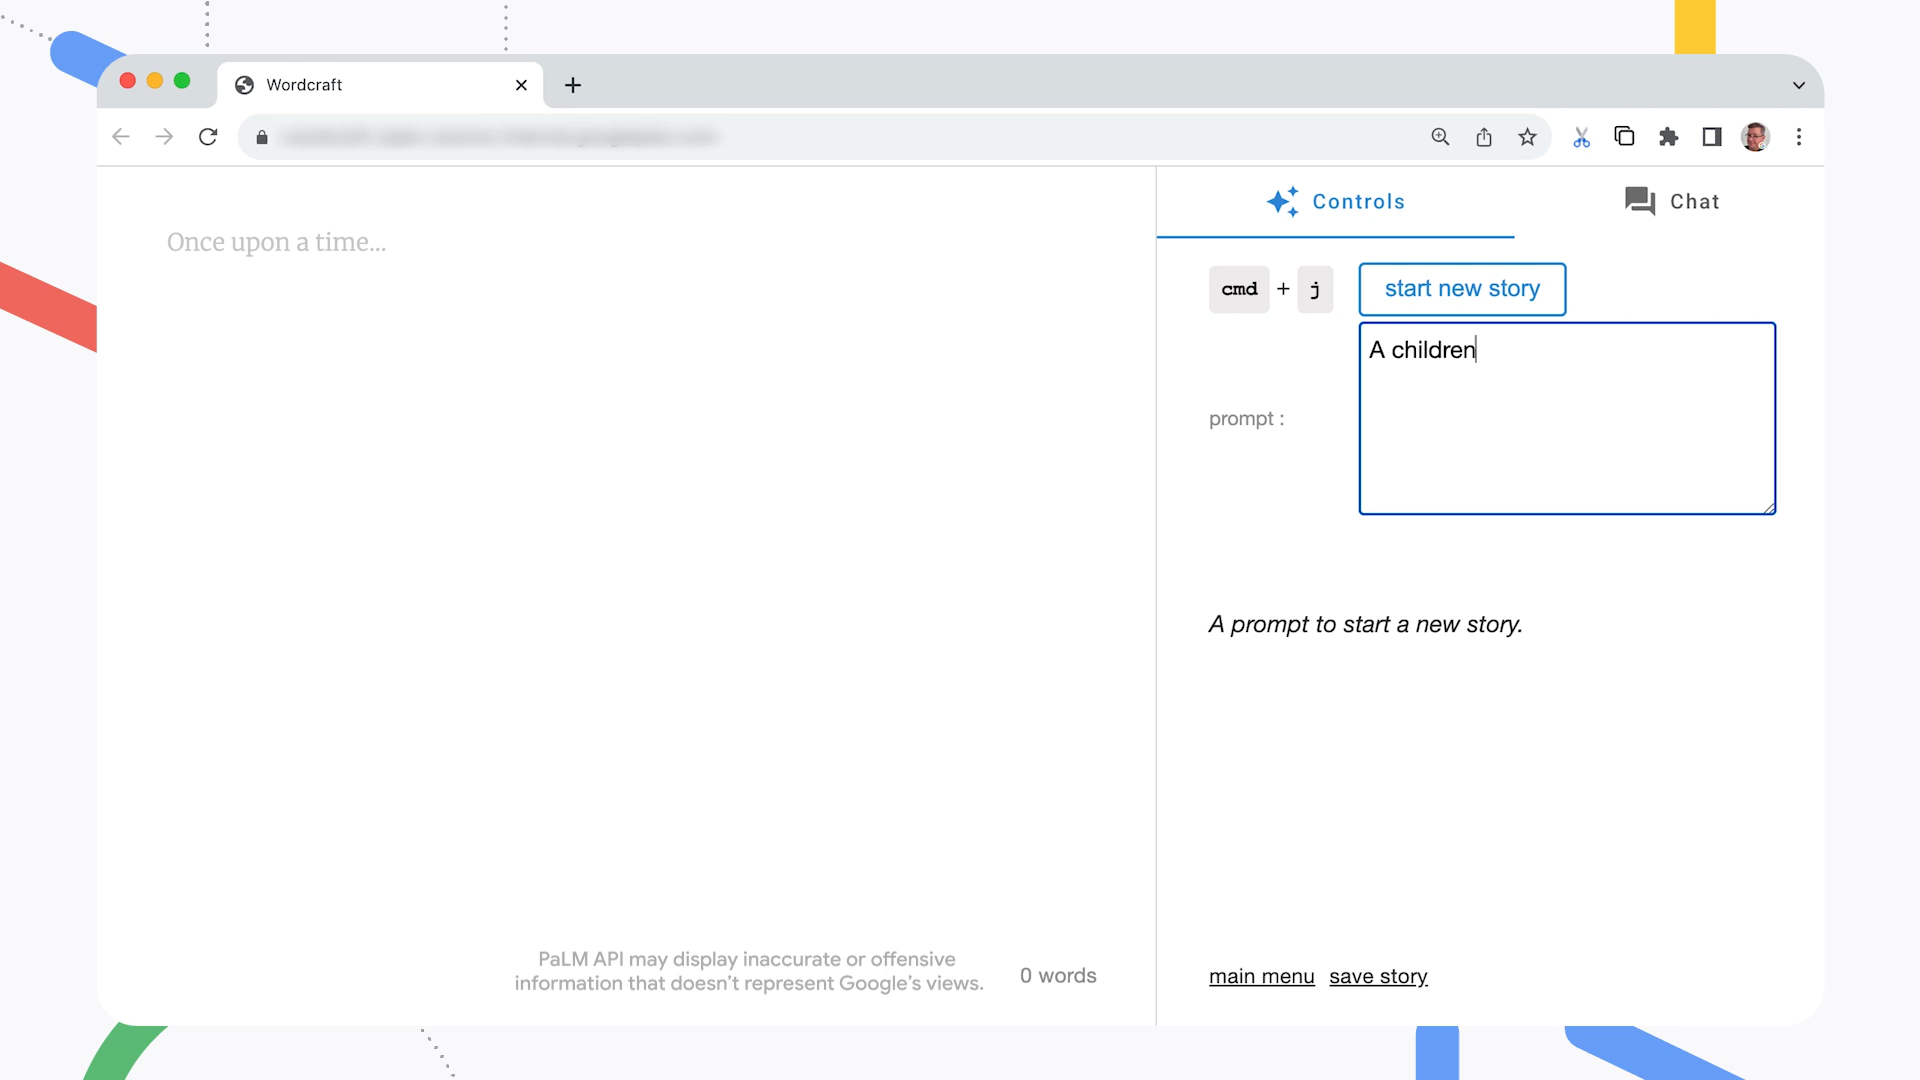 Wordcraft
Once upon a time...
Controls
Chat
cmd + j
start new story
A children
prompt :
A prompt to start a new story.
PaLM API may display inaccurate or offensive
information that doesn't represent Google's views.
0 words
main menu save story